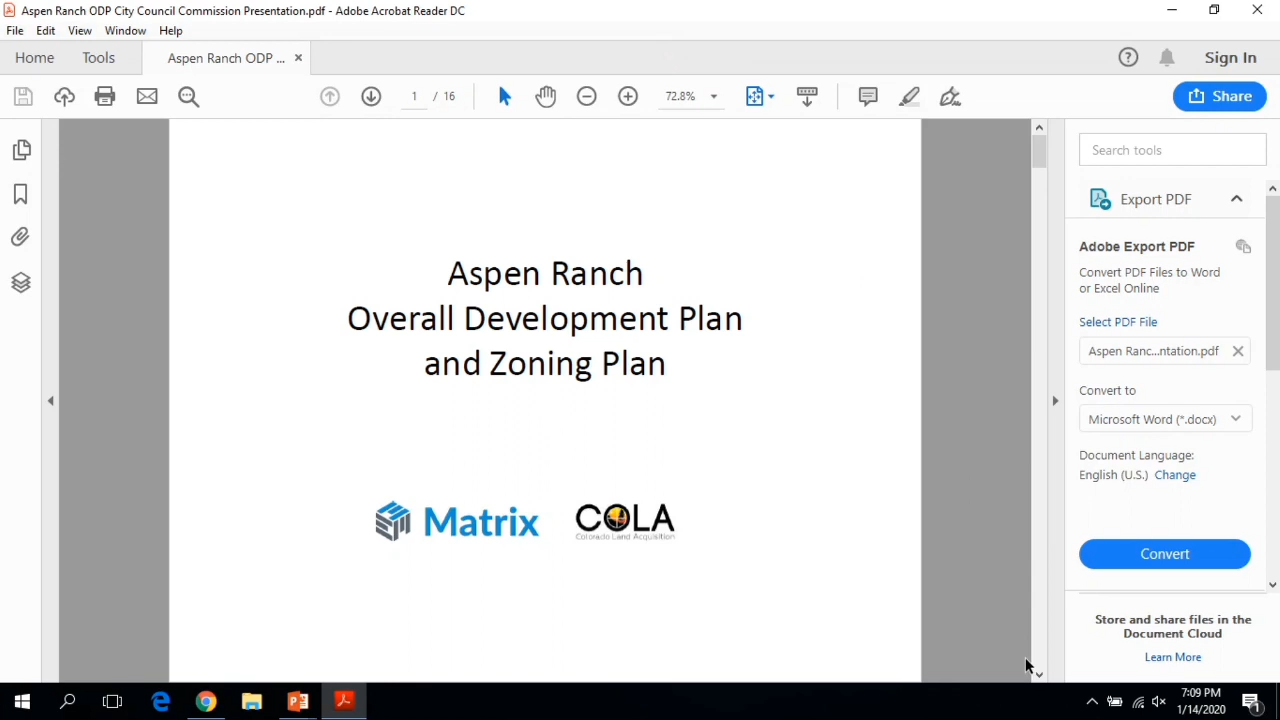 Aspen Ranch ODP City Council Commission Presentation.pdf - Adobe Acrobat Reader DC
File Edit View Window Help
Home Tools Aspen Ranch ODP ...
Sign In
1 / 16
72.8%
Share
Search tools
Export PDF
Adobe Export PDF
Convert PDF Files to Word
or Excel Online
Select PDF File
Aspen Ranc...ntation.pdf
Convert to
Microsoft Word (*.docx)
Document Language:
English (U.S.) Change
Convert
Store and share files in the
Document Cloud
Learn More
Aspen Ranch
Overall Development Plan
and Zoning Plan
Matrix
COLA
Colorado Land Acquisition
7:09 PM
1/14/2020
1